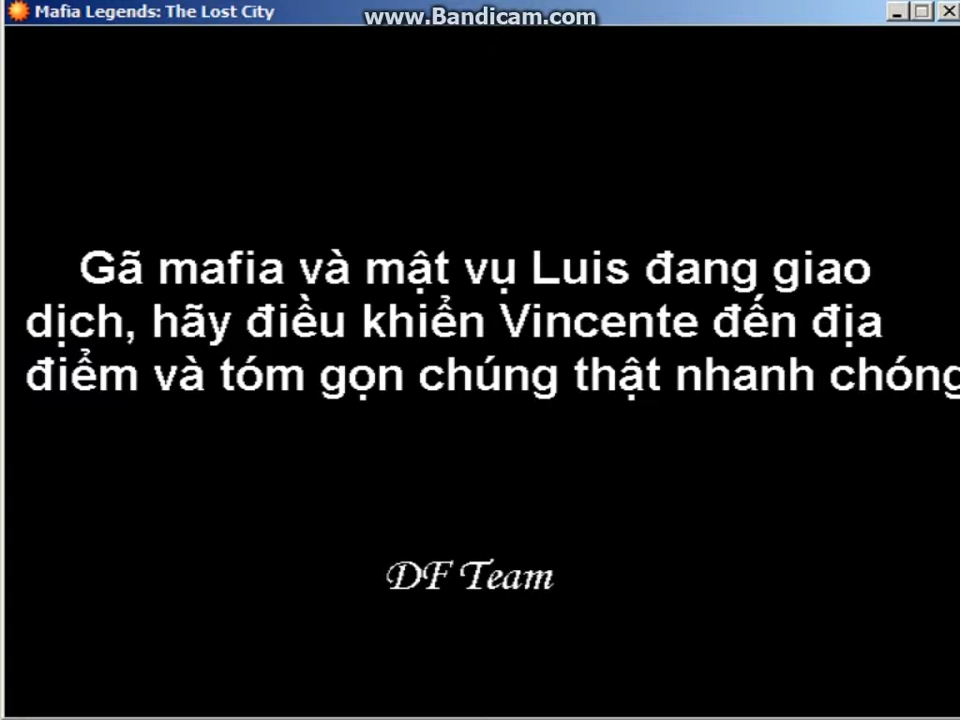 Mafia Legends: The Lost City
www.Bandicam.com
Gã mafia và mật vụ Luis đang giao
dịch, hãy điều khiển Vincente đến địa
điểm và tóm gọn chúng thật nhanh chóng
DF Team